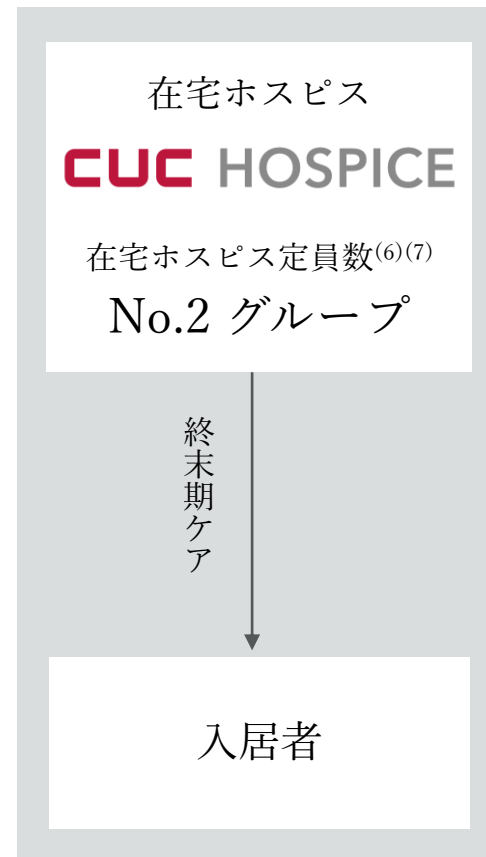 在宅ホスピス
CUC HOSPICE
在宅ホスピス定員数(6)(7)
No.2 グループ
終末期ケア
入居者